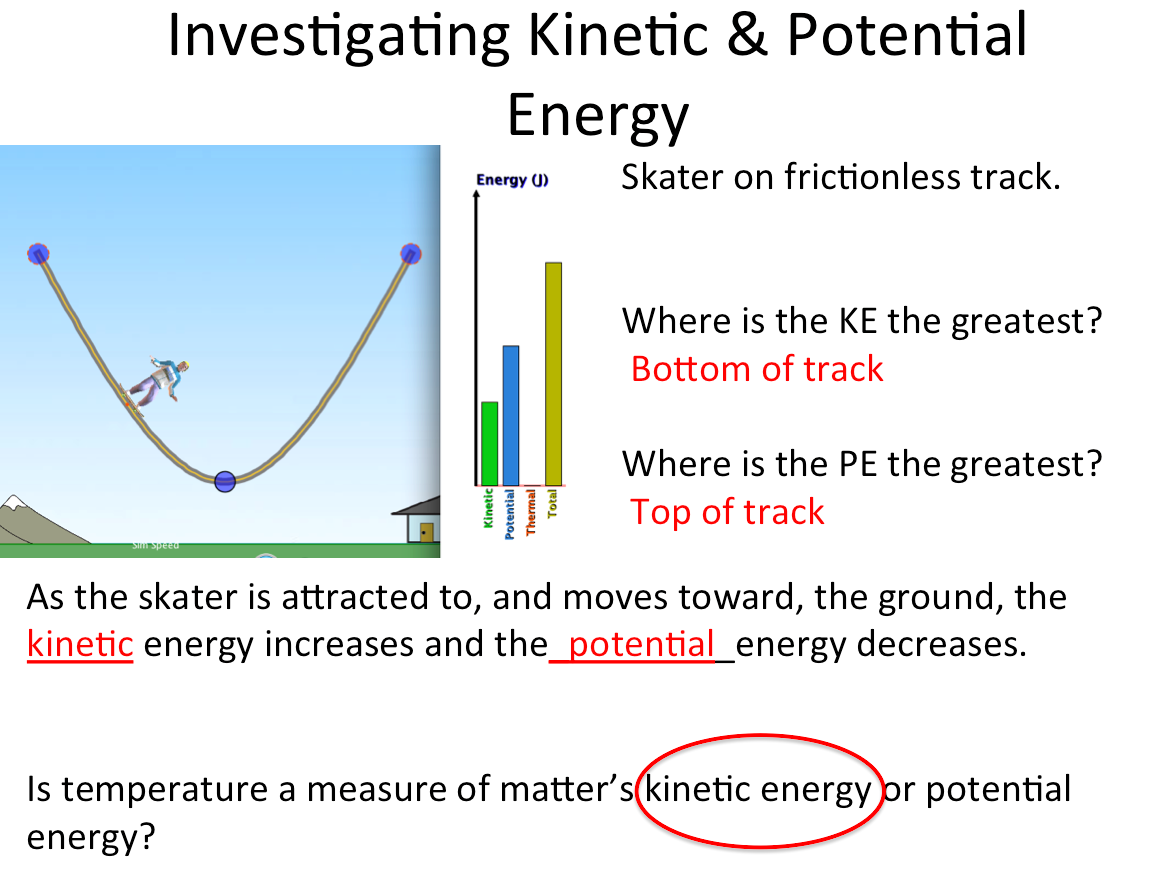 Investigating Kinetic & Potential
Energy
Energy (J)
Kinetic
Potential
Thermal
Total
Sim Speed
Skater on frictionless track.
Where is the KE the greatest?
Bottom of track
Where is the PE the greatest?
Top of track
As the skater is attracted to, and moves toward, the ground, the
kinetic energy increases and the_potential_energy decreases.
Is temperature a measure of matter’s kinetic energy or potential
energy?